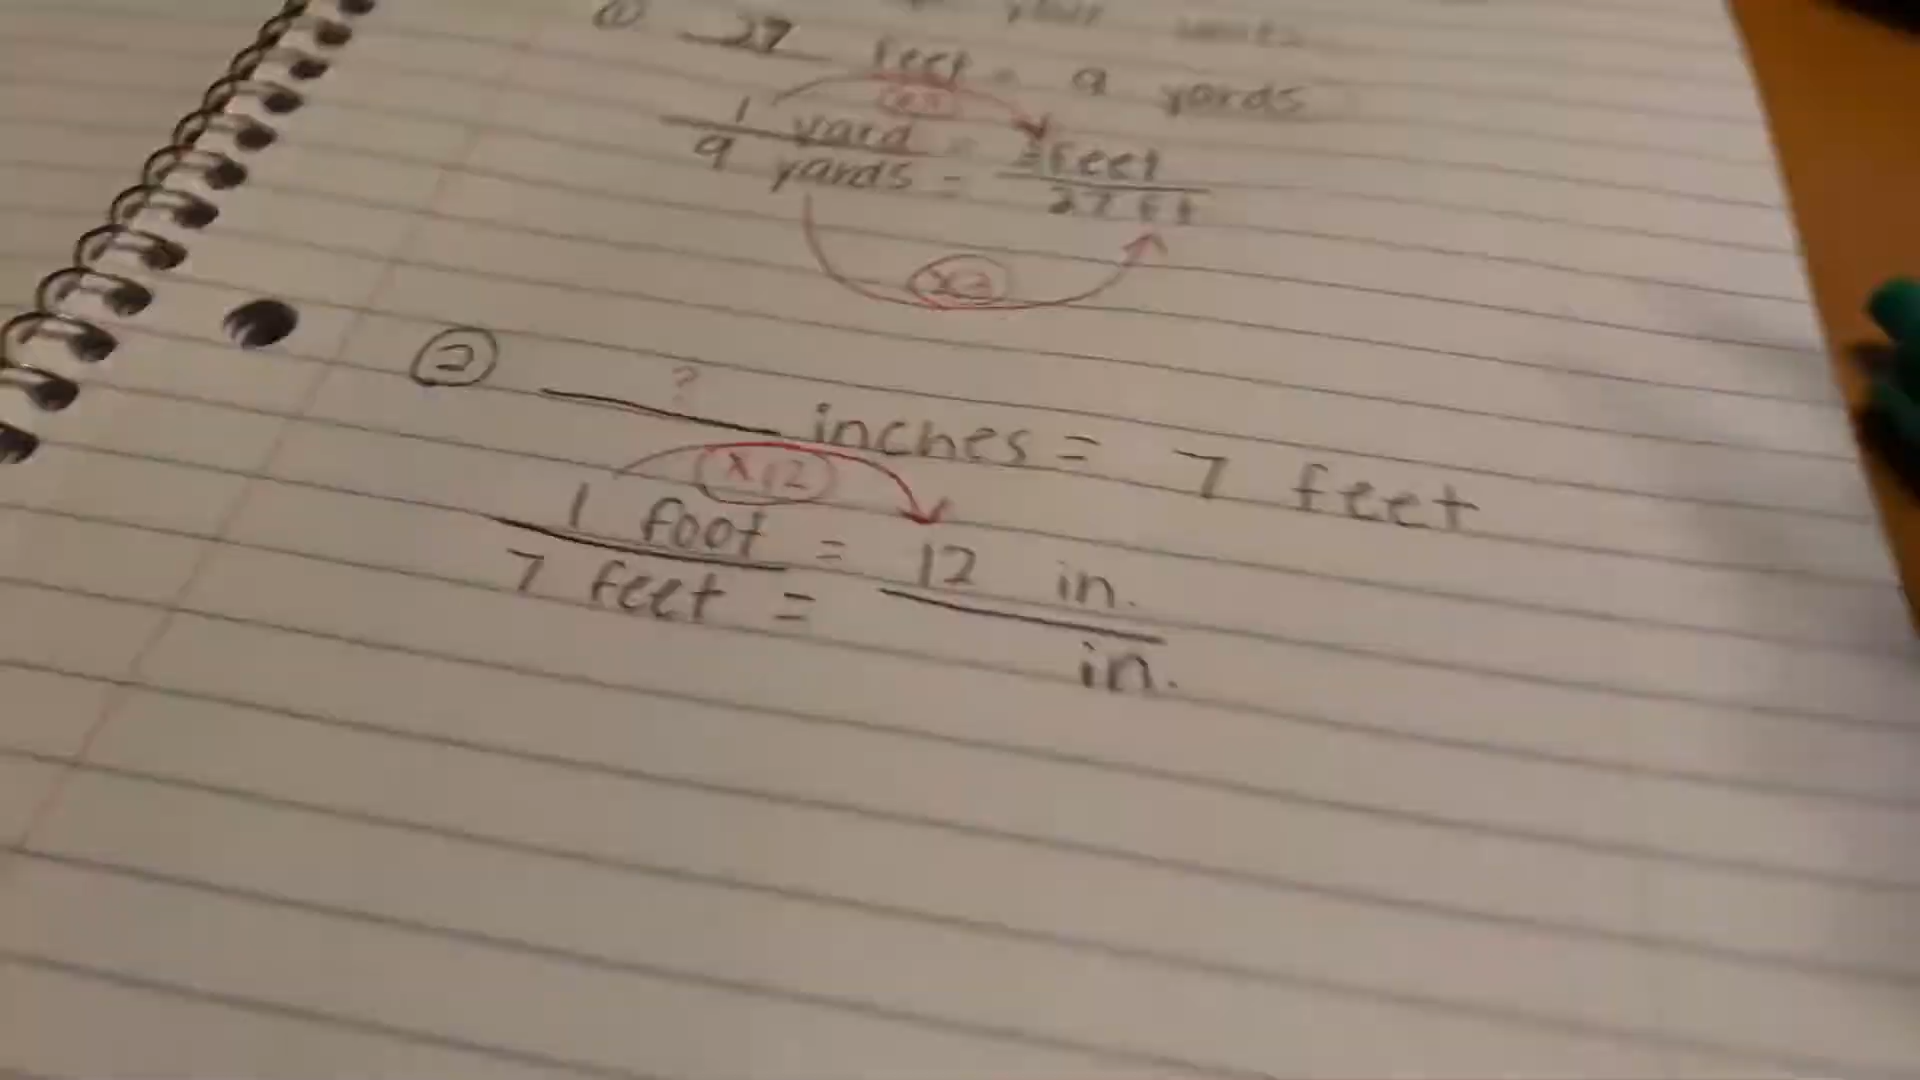 your
① 27 feet = 9 yards
x3
1 yard = 3 feet
9 yards = 27 ft
x3
② ? inches = 7 feet
x12
1 foot = 12 in.
7 feet = in.